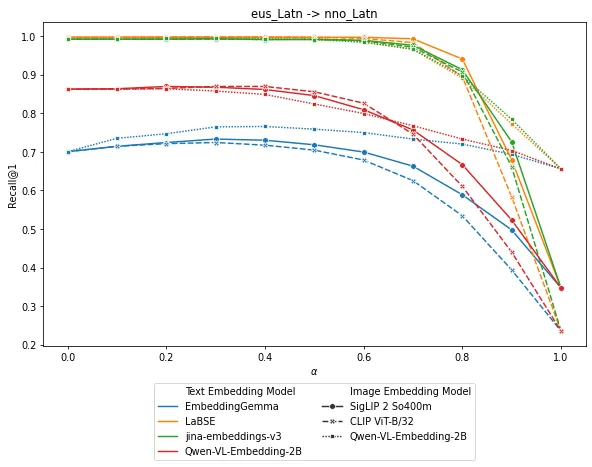 eus_Latn -> nno_Latn
1.0
0.9
0.8
0.7
0.6
0.5
0.4
0.3
0.2
Recall@1
0.0 0.2 0.4 0.6 0.8 1.0
α
Text Embedding Model Image Embedding Model
EmbeddingGemma SigLIP 2 So400m
LaBSE CLIP ViT-B/32
jina-embeddings-v3 Qwen-VL-Embedding-2B
Qwen-VL-Embedding-2B